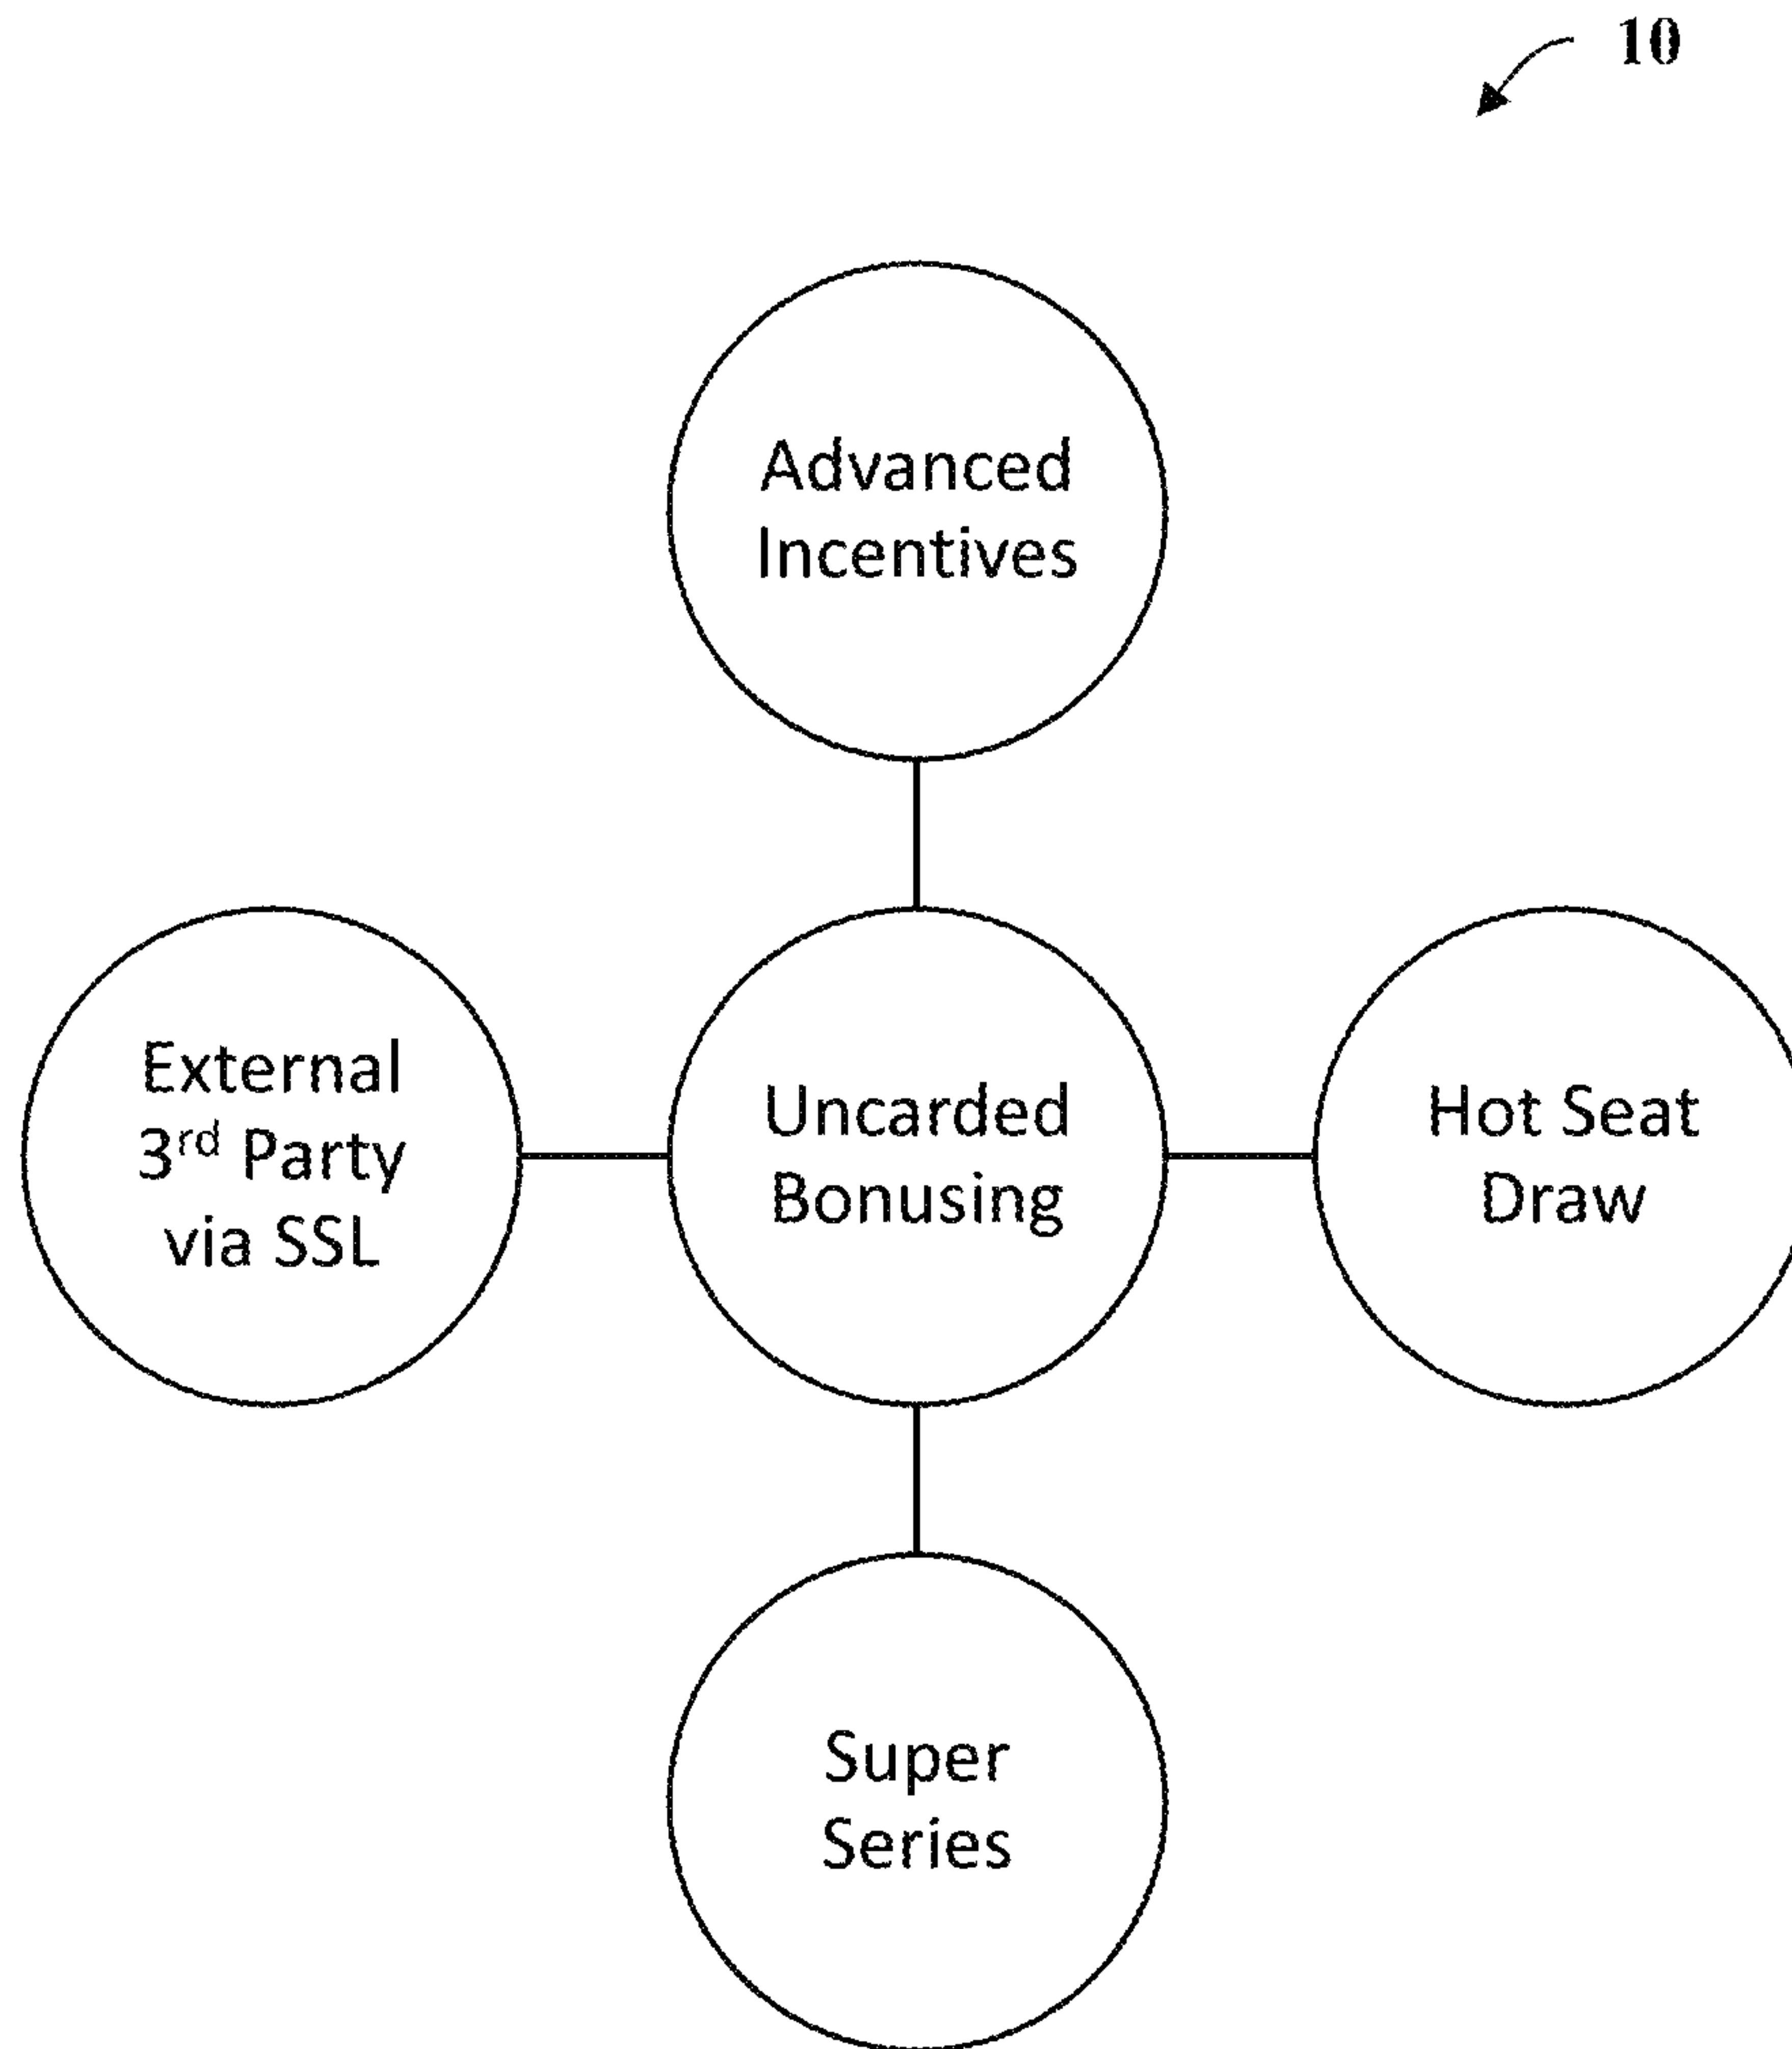 10
Advanced
Incentives
External
3rd Party
via SSL
Uncarded
Bonusing
Hot Seat
Draw
Super
Series